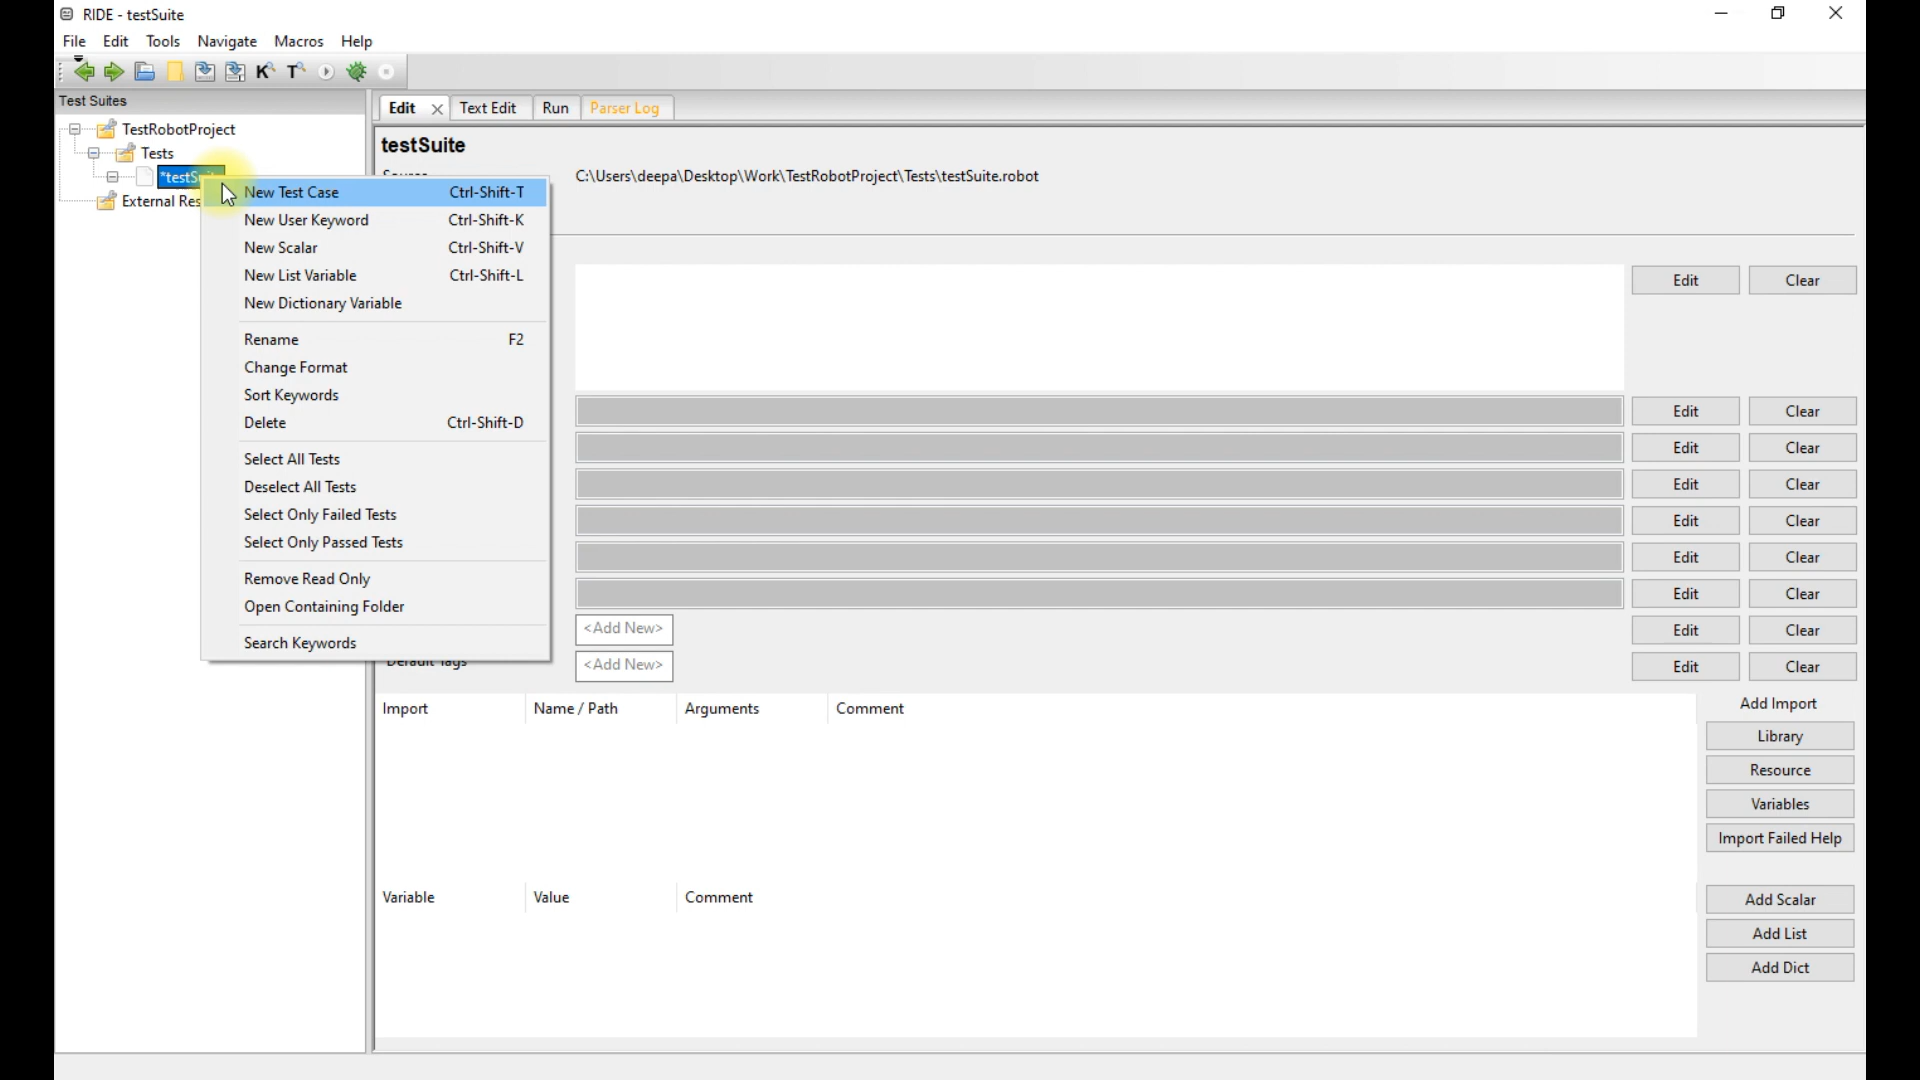 RIDE - testSuite
File Edit Tools Navigate Macros Help
Test Suites
Edit Text Edit Run Parser Log
TestRobotProject
Tests
External
testSuite
C:\Users\deepa\Desktop\Work\TestRobotProject\Tests\testSuite.robot
New Test Case Ctrl-Shift-T
New User Keyword Ctrl-Shift-K
New Scalar Ctrl-Shift-V
New List Variable Ctrl-Shift-L
New Dictionary Variable
Rename F2
Change Format
Sort Keywords
Delete Ctrl-Shift-D
Select All Tests
Deselect All Tests
Select Only Failed Tests
Select Only Passed Tests
Remove Read Only
Open Containing Folder
Search Keywords
Edit Clear
Edit Clear
Edit Clear
Edit Clear
Edit Clear
Edit Clear
Edit Clear
<Add New> Edit Clear
Default Tags <Add New> Edit Clear
Import Name / Path Arguments Comment
Add Import
Library
Resource
Variables
Import Failed Help
Variable Value Comment
Add Scalar
Add List
Add Dict